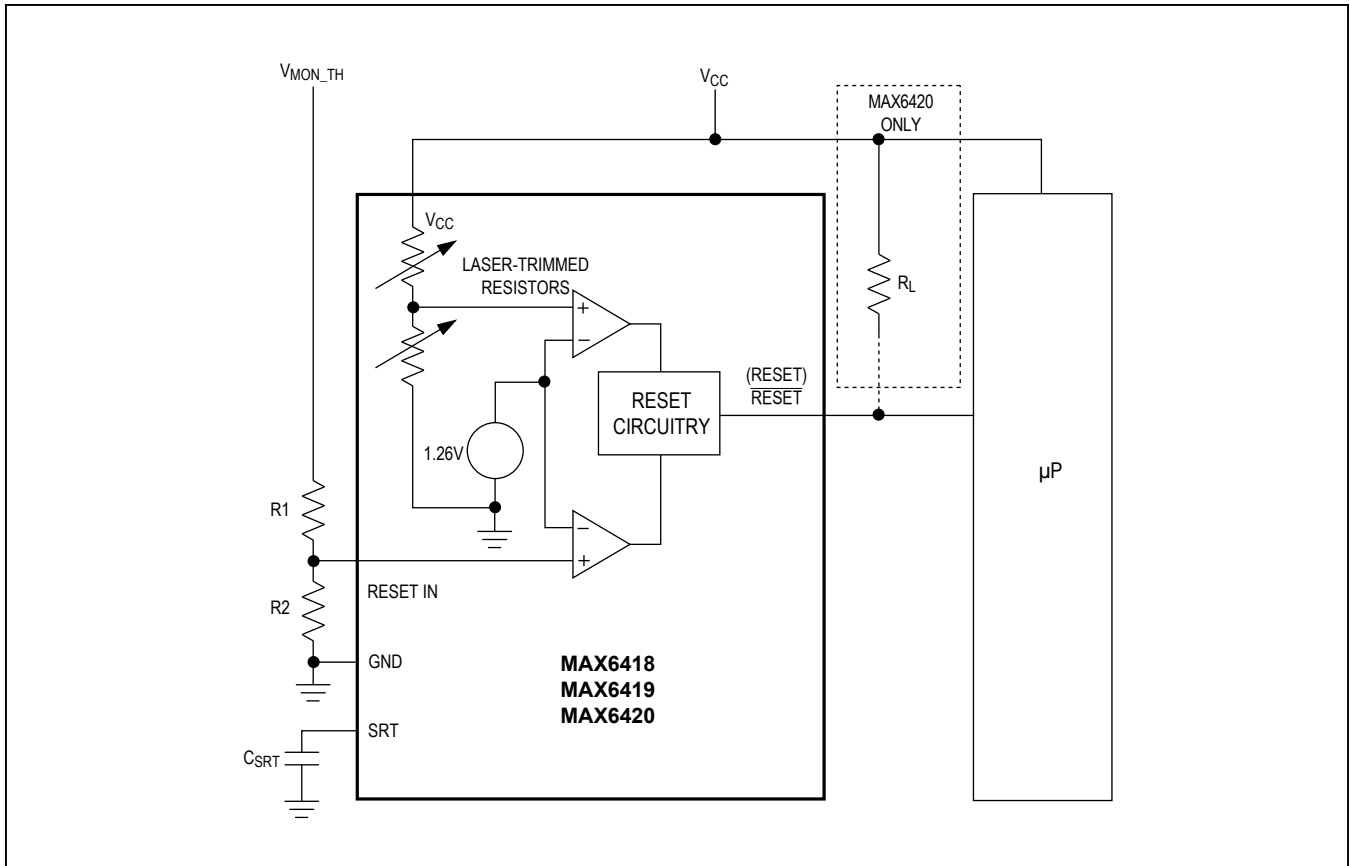 V_MON_TH
V_CC
MAX6420
ONLY
V_CC
LASER-TRIMMED
RESISTORS
R_L
+
−
(RESET)
RESET
RESET
CIRCUITRY
1.26V
µP
R1
−
+
RESET IN
R2
GND
MAX6418
MAX6419
MAX6420
SRT
C_SRT